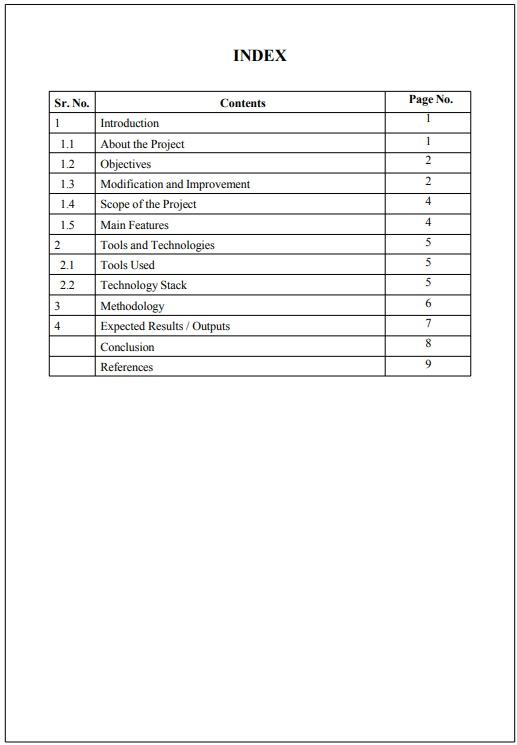 INDEX
Sr. No. Contents Page No.
1 Introduction 1
1.1 About the Project 1
1.2 Objectives 2
1.3 Modification and Improvement 2
1.4 Scope of the Project 4
1.5 Main Features 4
2 Tools and Technologies 5
2.1 Tools Used 5
2.2 Technology Stack 5
3 Methodology 6
4 Expected Results / Outputs 7
Conclusion 8
References 9